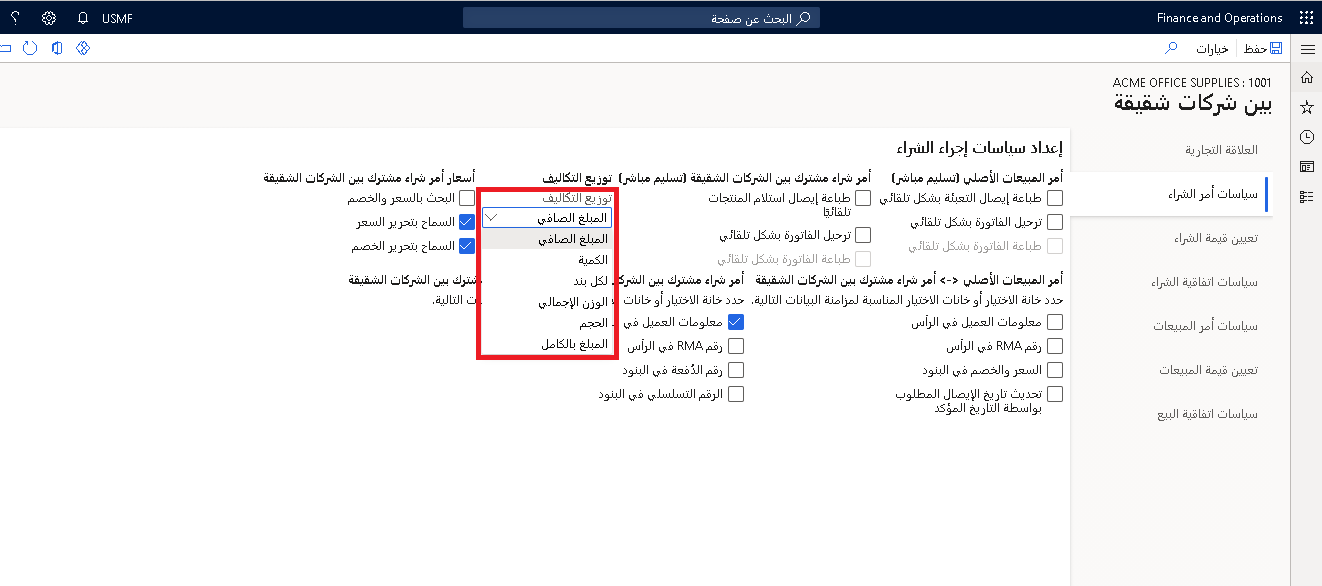 Finance and Operations
البحث عن صفحة
USMF
حفظ
خيارات
ACME OFFICE SUPPLIES : 1001
بين شركات شقيقة
العلاقة التجارية
سياسات أمر الشراء
تعيين قيمة الشراء
سياسات اتفاقية الشراء
سياسات أمر المبيعات
تعيين قيمة المبيعات
سياسات اتفاقية البيع
إعداد سياسات إجراء الشراء
أمر المبيعات الأصلي (تسليم مباشر)
طباعة إيصال التعبئة بشكل تلقائي
ترحيل الفاتورة بشكل تلقائي
طباعة الفاتورة بشكل تلقائي
أمر شراء مشترك بين الشركات الشقيقة (تسليم مباشر)
طباعة إيصال استلام المنتجات
تلقائيًا
ترحيل الفاتورة بشكل تلقائي
طباعة الفاتورة بشكل تلقائي
توزيع التكاليف
توزيع التكاليف
المبلغ الصافي
المبلغ الصافي
الكمية
لكل بند
الوزن الإجمالي
الحجم
المبلغ بالكامل
أسعار أمر شراء مشترك بين الشركات الشقيقة
البحث بالسعر والخصم
السماح بتحرير السعر
السماح بتحرير الخصم
أمر المبيعات الأصلي <-> أمر شراء مشترك بين الشركات الشقيقة
حدد خانة الاختيار أو خانات الاختيار المناسبة لمزامنة البيانات التالية.
معلومات العميل في الرأس
رقم RMA في الرأس
السعر والخصم في البنود
تحديث تاريخ الإيصال المطلوب
بواسطة التاريخ المؤكد
أمر شراء مشترك بين الشرك
شترك بين الشركات الشقيقة
حدد خانة الاختيار أو خانات
ت التالية.
معلومات العميل في
رقم RMA في الرأس
رقم الدُفعة في البنود
الرقم التسلسلي في البنود